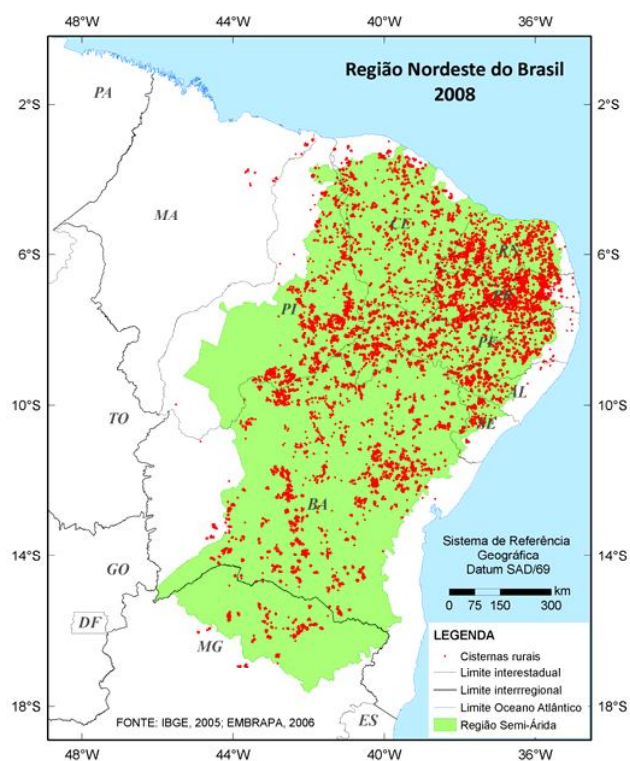 48°W 44°W 40°W 36°W
Região Nordeste do Brasil
2008
PA
2°S 2°S
MA
CE
6°S 6°S
RN
PB
PI
PE
AL
10°S 10°S
TO
SE
BA
14°S 14°S
Sistema de Referência
Geográfica
Datum SAD/69
GO
km
0 75 150 300
DF
MG
LEGENDA
Cisternas rurais
Limite interestadual
Limite interrregional
Limite Oceano Atlântico
Região Semi-Árida
18°S 18°S
ES
FONTE: IBGE, 2005; EMBRAPA, 2006
48°W 44°W 40°W 36°W